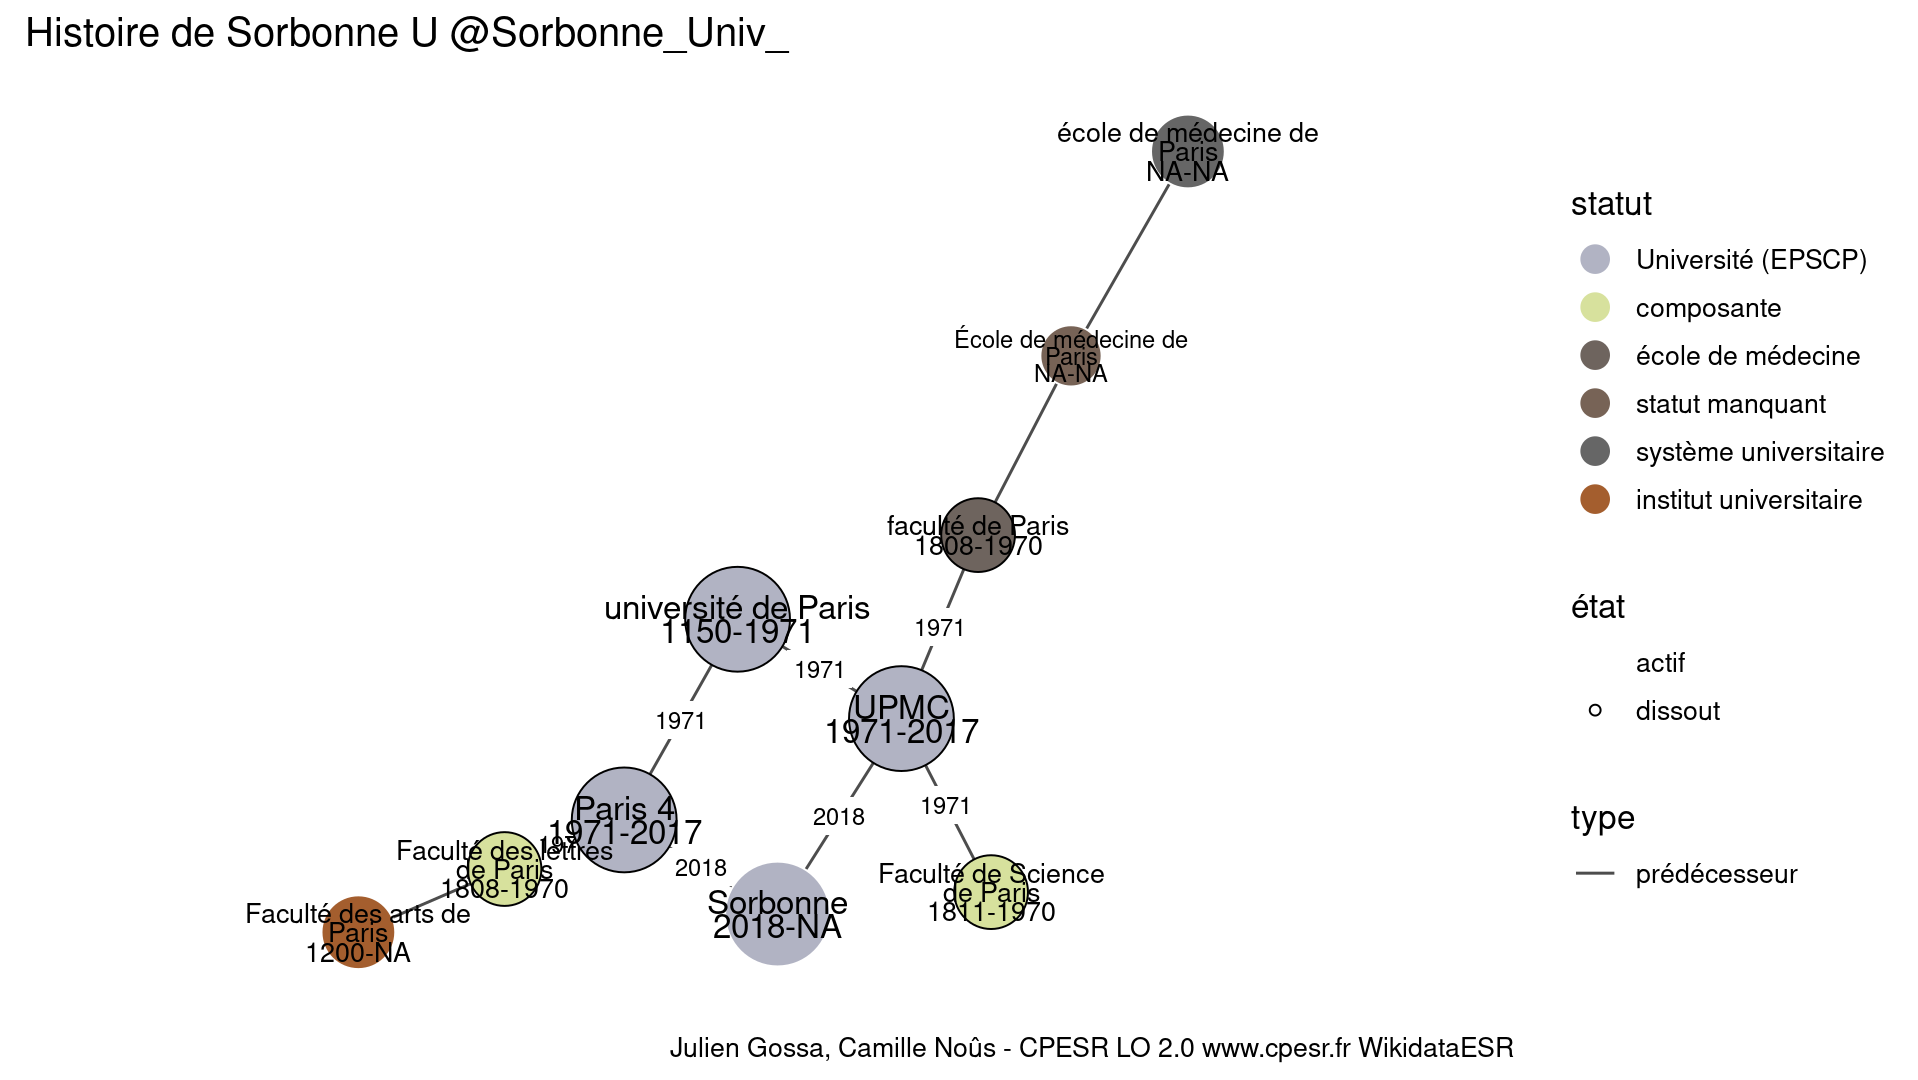 Histoire de Sorbonne U @Sorbonne_Univ_
école de médecine de
Paris
NA-NA
École de médecine de
Paris
NA-NA
faculté de Paris
1808-1970
université de Paris
1150-1971
1971
1971
1971
UPMC
1971-2017
Paris 4
1971-2017
2018
1971
2018
Faculté des lettres
de Paris
1808-1970
Faculté de Science
de Paris
1811-1970
Sorbonne
2018-NA
Faculté des arts de
Paris
1200-NA
statut
Université (EPSCP)
composante
école de médecine
statut manquant
système universitaire
institut universitaire
état
actif
dissout
type
prédécesseur
Julien Gossa, Camille Noûs - CPESR LO 2.0 www.cpesr.fr WikidataESR